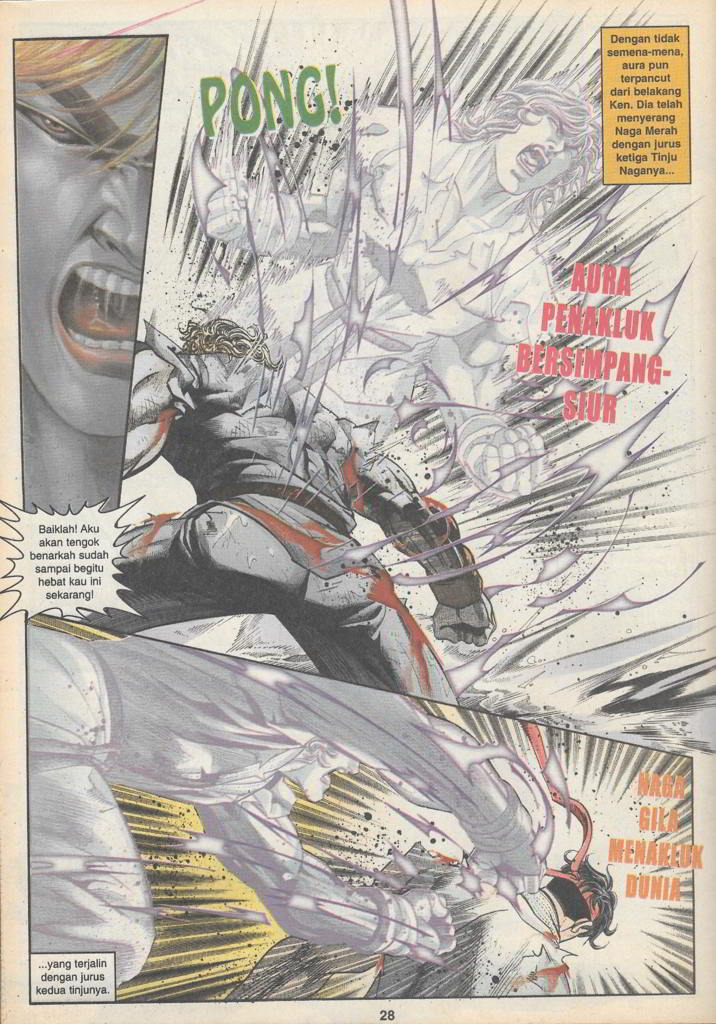 Dengan tidak
semena-mena,
aura pun
terpancut
dari belakang
Ken. Dia telah
menyerang
Naga Merah
dengan jurus
ketiga Tinju
Naganya...
PONG!
AURA
PENAKLUK
BERSIMPANG-
SIUR
Baiklah! Aku
akan tengok
benarkah sudah
sampai begitu
hebat kau ini
sekarang!
NAGA
GILA
MENAKLUK
DUNIA
...yang terjalin
dengan jurus
kedua tinjunya.
28